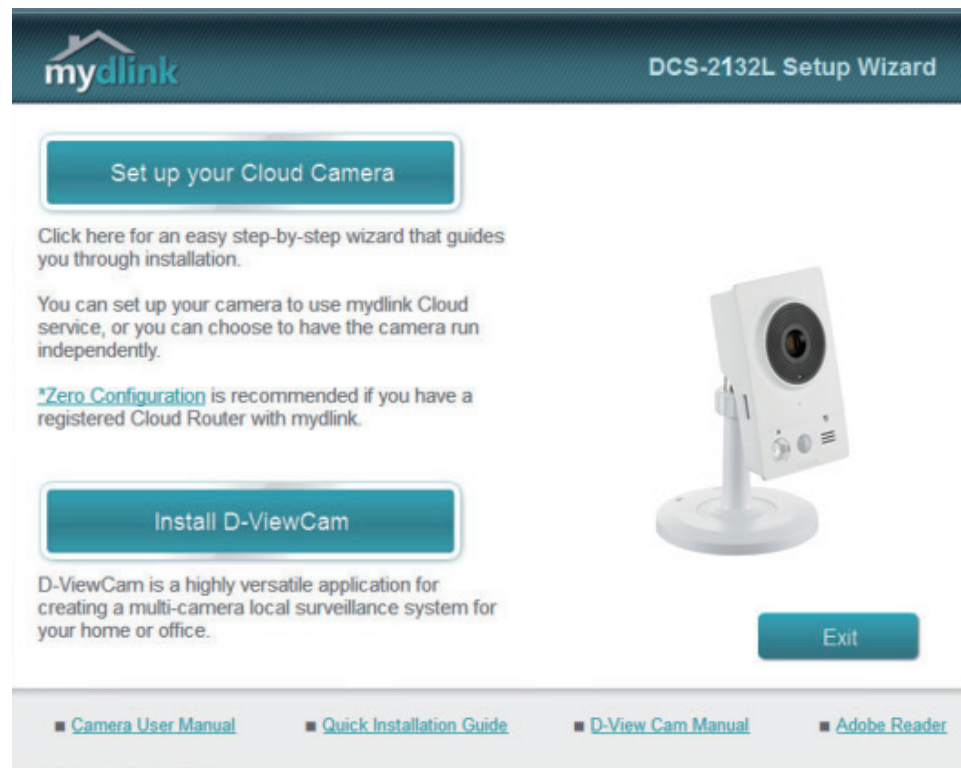 mydlink
DCS-2132L Setup Wizard
Set up your Cloud Camera
Click here for an easy step-by-step wizard that guides
you through installation.
You can set up your camera to use mydlink Cloud
service, or you can choose to have the camera run
independently.
*Zero Configuration is recommended if you have a
registered Cloud Router with mydlink.
Install D-ViewCam
D-ViewCam is a highly versatile application for
creating a multi-camera local surveillance system for
your home or office.
Exit
Camera User Manual
Quick Installation Guide
D-View Cam Manual
Adobe Reader